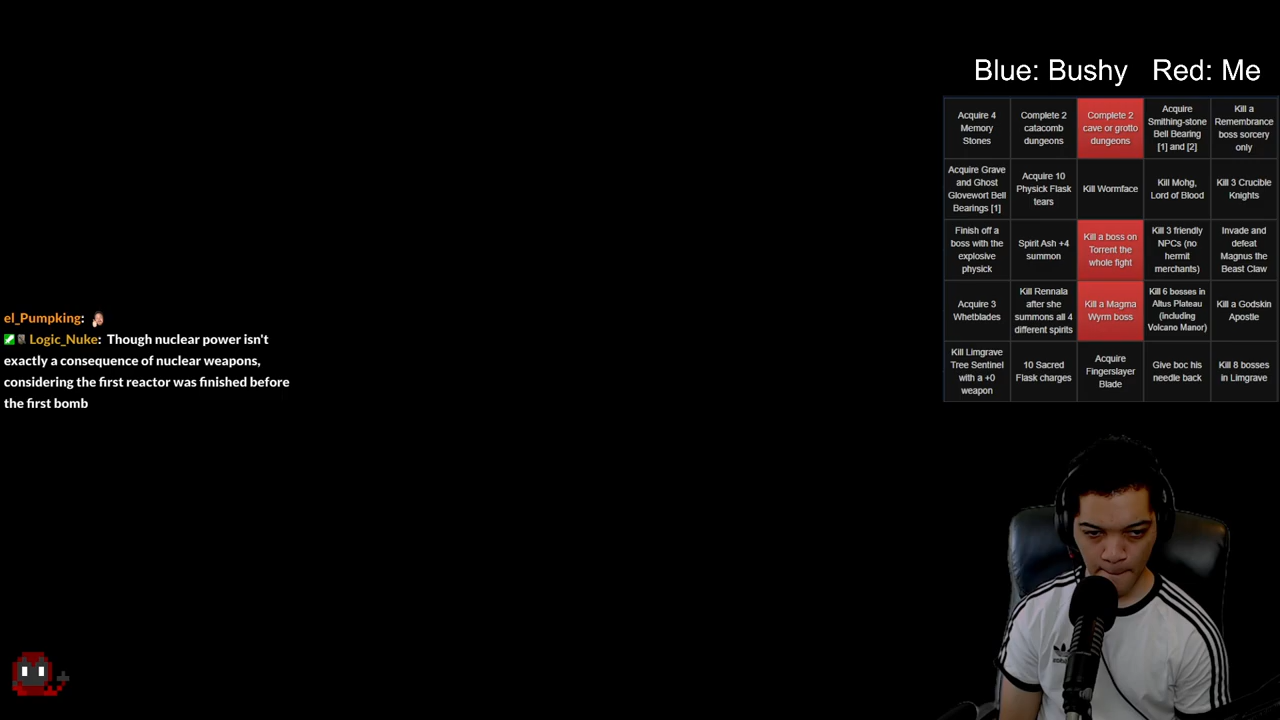 Blue: Bushy Red: Me
Acquire 4
Memory
Stones
Complete 2
catacomb
dungeons
Complete 2
cave or grotto
dungeons
Acquire
Smithing-stone
Bell Bearing
[1] and [2]
Kill a
Remembrance
boss sorcery
only
Acquire Grave
and Ghost
Glovewort Bell
Bearings [1]
Acquire 10
Physick Flask
tears
Kill Wormface
Kill Mohg,
Lord of Blood
Kill 3 Crucible
Knights
Finish off a
boss with the
explosive
physick
Spirit Ash +4
summon
Kill a boss on
Torrent the
whole fight
Kill 3 friendly
NPCs (no
hermit
merchants)
Invade and
defeat
Magnus the
Beast Claw
Acquire 3
Whetblades
Kill Rennala
after she
summons all 4
different spirits
Kill a Magma
Wyrm boss
Kill 6 bosses in
Altus Plateau
(including
Volcano Manor)
Kill a Godskin
Apostle
Kill Limgrave
Tree Sentinel
with a +0
weapon
10 Sacred
Flask charges
Acquire
Fingerslayer
Blade
Give boc his
needle back
Kill 8 bosses
in Limgrave
el_Pumpking:
Logic_Nuke: Though nuclear power isn't
exactly a consequence of nuclear weapons,
considering the first reactor was finished before
the first bomb